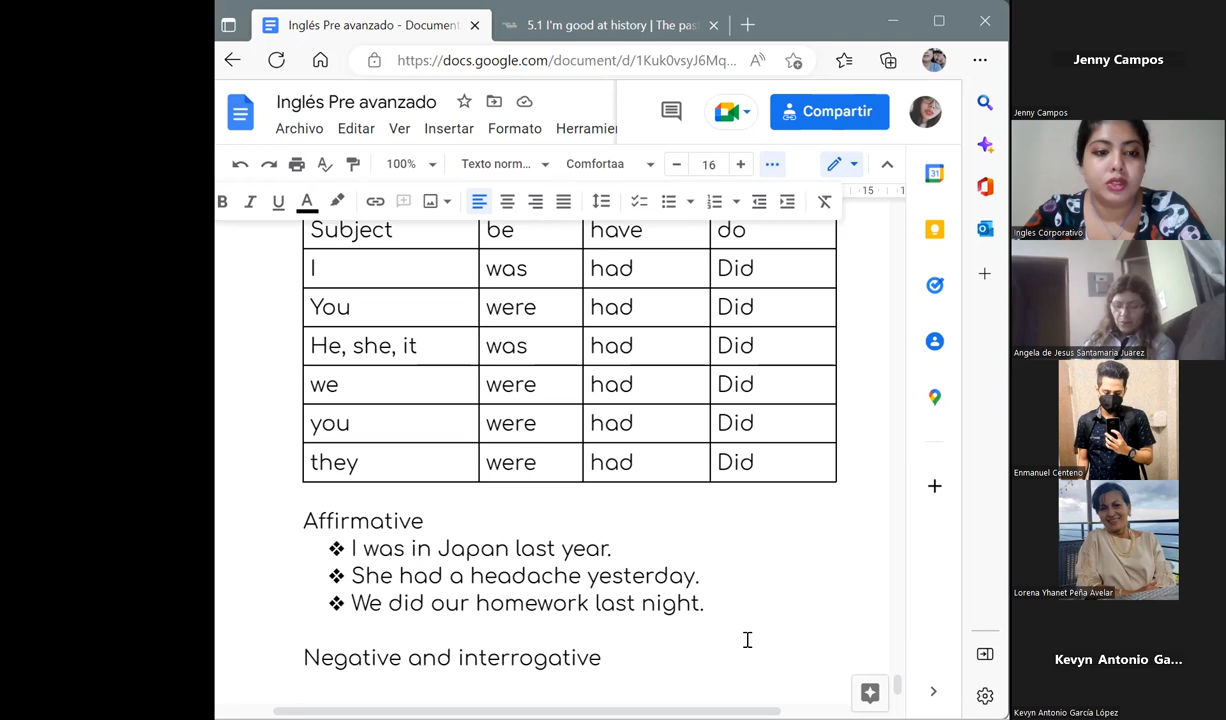 Inglés Pre avanzado - Document
5.1 I'm good at history | The pas
https://docs.google.com/document/d/1Kuk0vsyJ6Mq...
Inglés Pre avanzado
Compartir
Archivo Editar Ver Insertar Formato Herramie
100% Texto norm... Comfortaa 16
15
Subject be have do
I was had Did
You were had Did
He, she, it was had Did
we were had Did
you were had Did
they were had Did
Affirmative
❖ I was in Japan last year.
❖ She had a headache yesterday.
❖ We did our homework last night.
Negative and interrogative
Jenny Campos
Jenny Campos
Ingles Corporativo
Angela de Jesus Santamaria Juarez
Enmanuel Centeno
Lorena Yhanet Peña Avelar
Kevyn Antonio Ga...
Kevyn Antonio García López